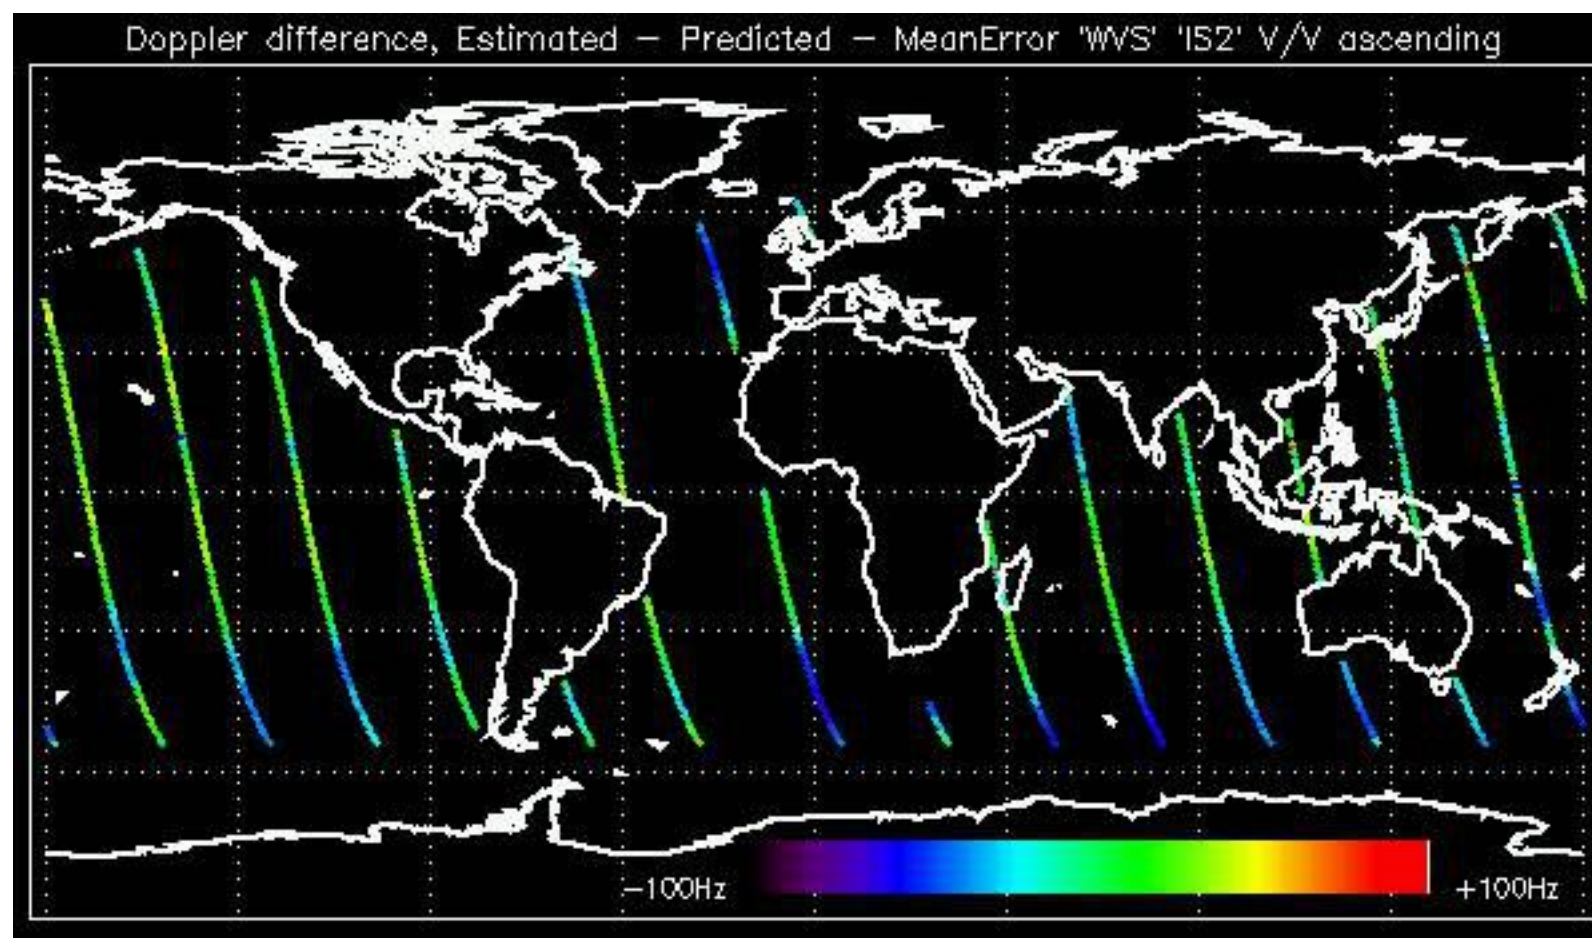 Doppler difference, Estimated – Predicted – MeanError 'WVS' 'IS2' V/V ascending
−100Hz
+100Hz